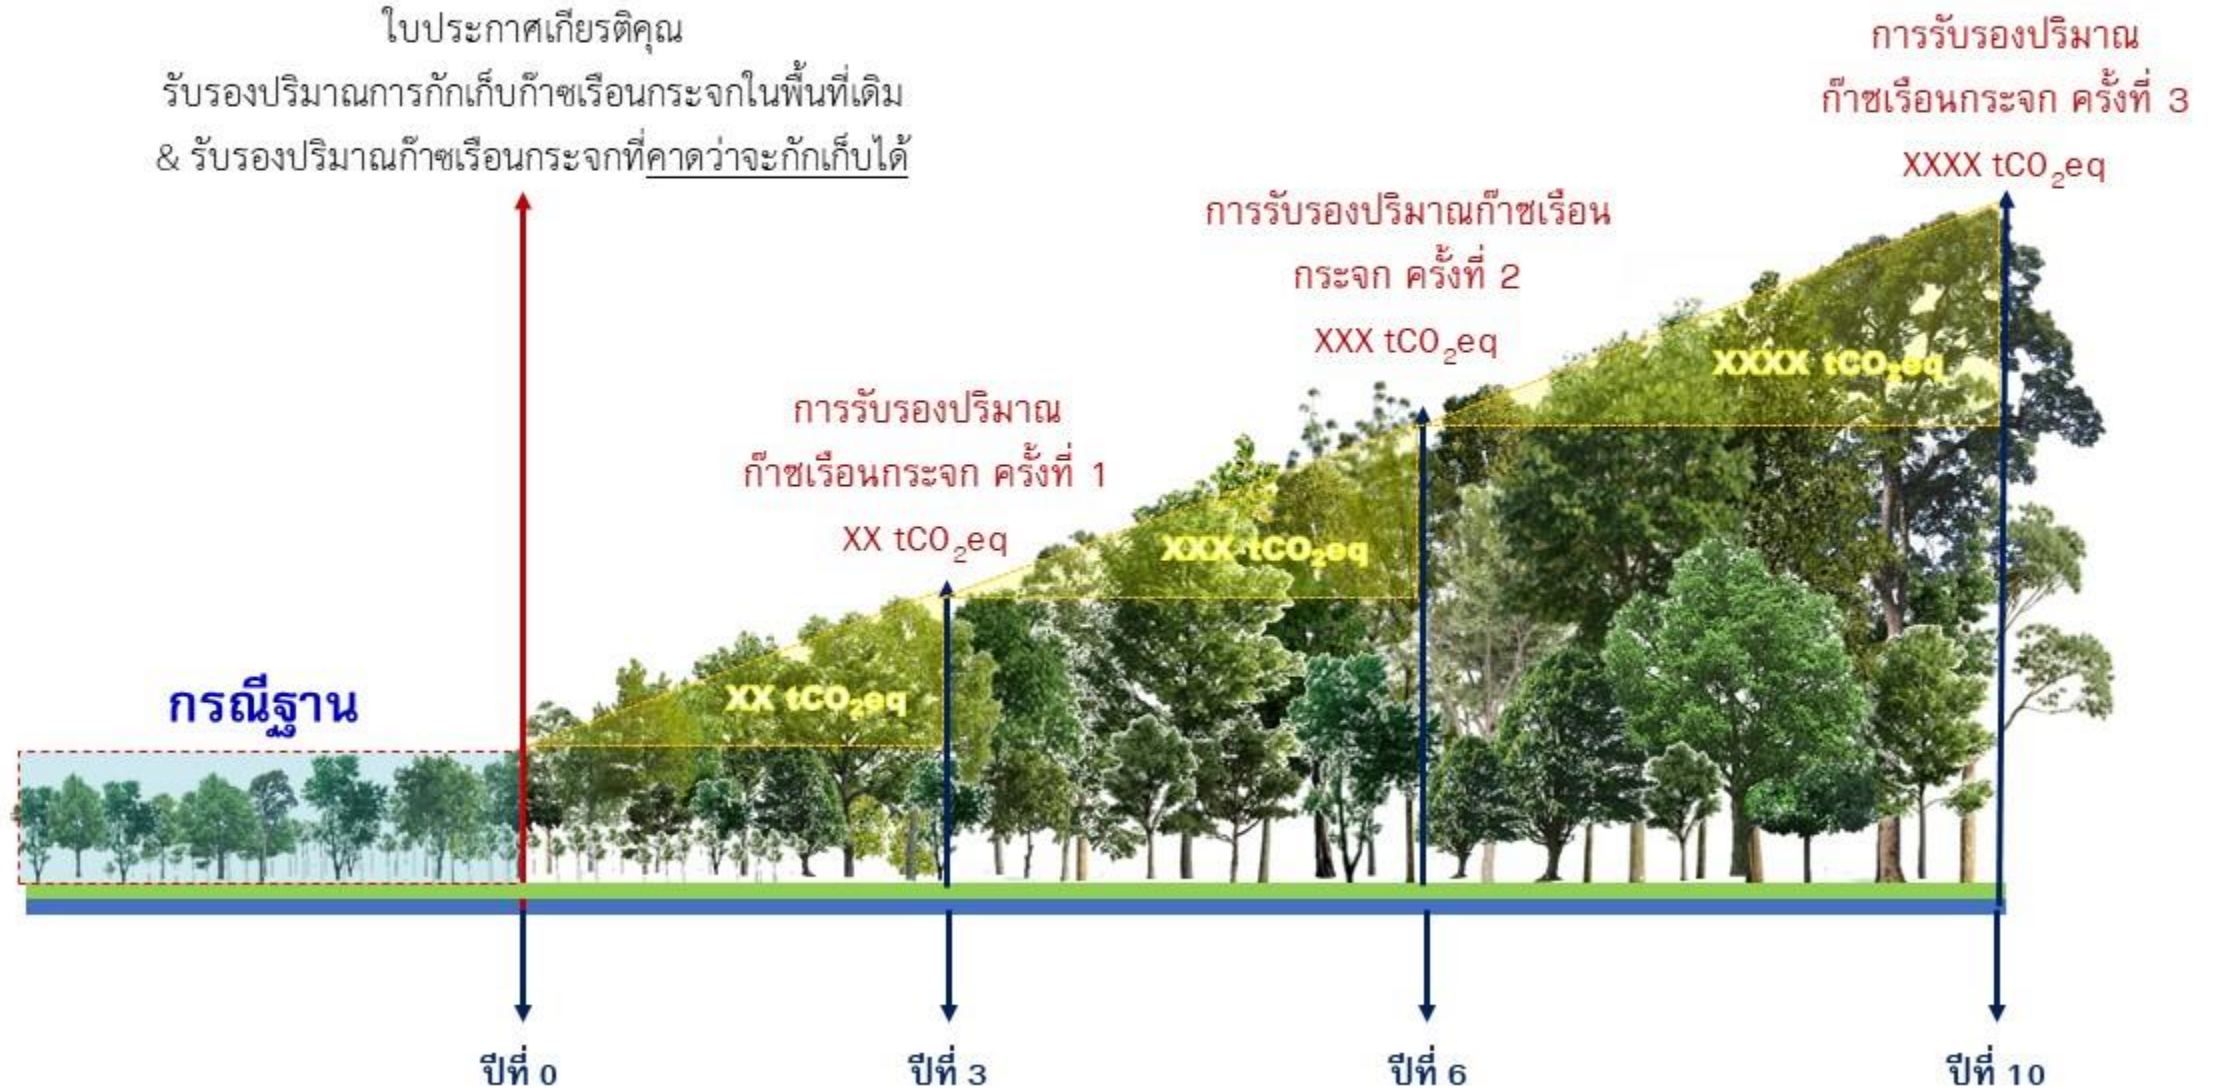 ใบประกาศเกียรติคุณ
รับรองปริมาณการกักเก็บก๊าซเรือนกระจกในพื้นที่เดิม
& รับรองปริมาณก๊าซเรือนกระจกที่คาดว่าจะกักเก็บได้
การรับรองปริมาณ
ก๊าซเรือนกระจก ครั้งที่ 3
XXXX tCO₂eq
การรับรองปริมาณก๊าซเรือน
กระจก ครั้งที่ 2
XXX tCO₂eq
XXXX tCO₂eq
การรับรองปริมาณ
ก๊าซเรือนกระจก ครั้งที่ 1
XX tCO₂eq
XXX tCO₂eq
กรณีฐาน
XX tCO₂eq
ปีที่ 0
ปีที่ 3
ปีที่ 6
ปีที่ 10